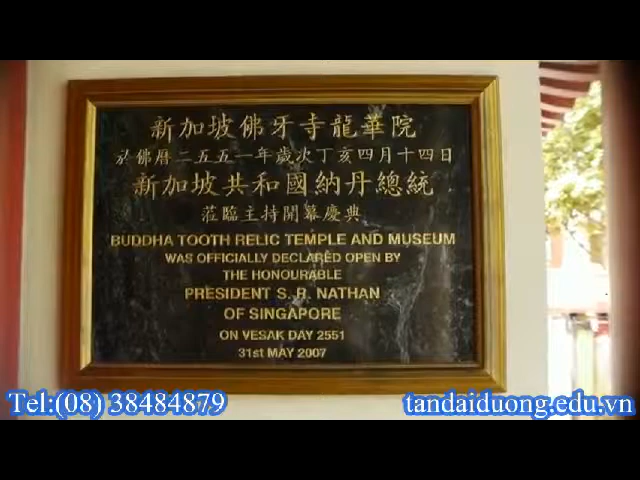 新加坡佛牙寺龍華院
於佛曆二五五一年歲次丁亥四月十四日
新加坡共和國納丹總統
蒞臨主持開幕慶典
BUDDHA TOOTH RELIC TEMPLE AND MUSEUM
WAS OFFICIALLY DECLARED OPEN BY
THE HONOURABLE
PRESIDENT S. R. NATHAN
OF SINGAPORE
ON VESAK DAY 2551
31st MAY 2007
Tel:(08) 38484879
tandaiduong.edu.vn